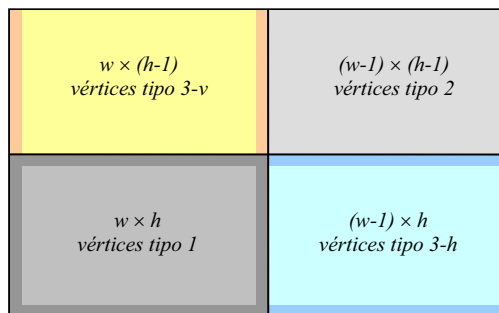 w × (h-1)
vértices tipo 3-v
(w-1) × (h-1)
vértices tipo 2
w × h
vértices tipo 1
(w-1) × h
vértices tipo 3-h